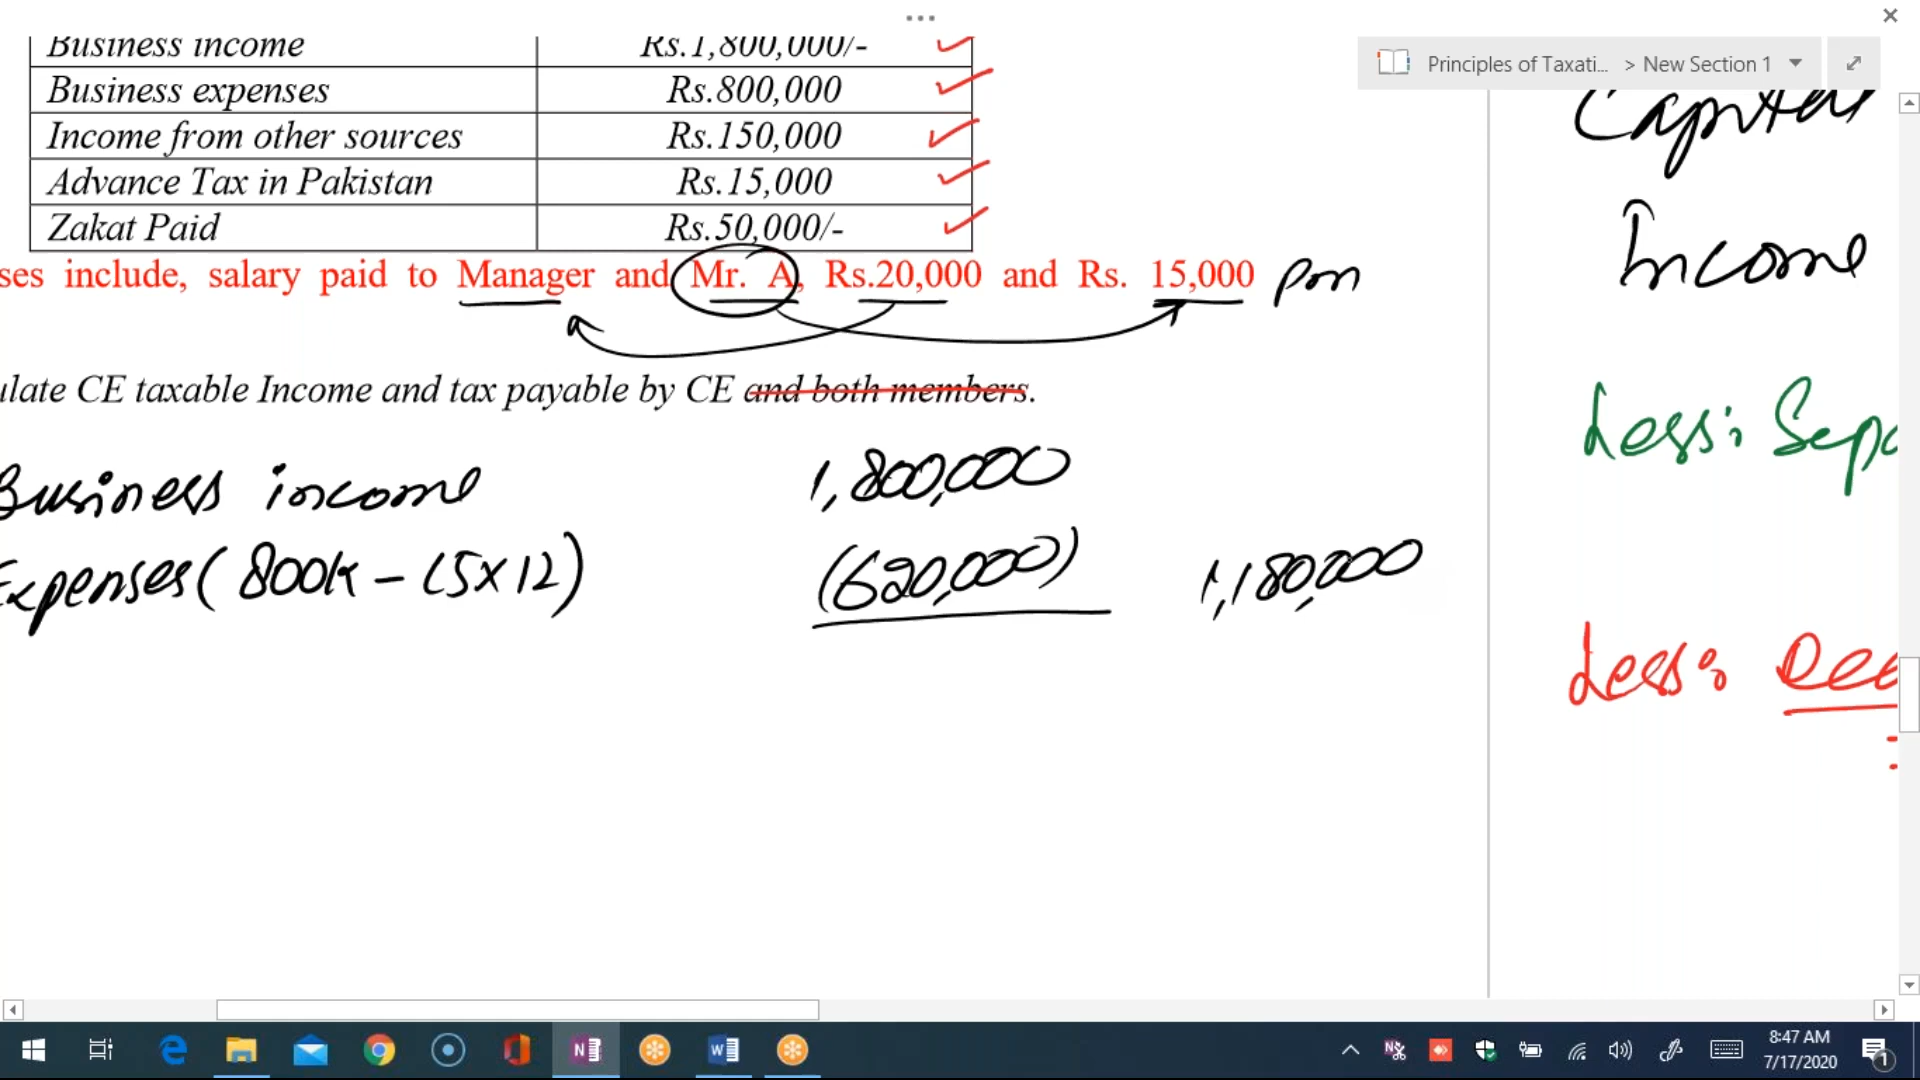 Principles of Taxati... > New Section 1
Business income Rs.1,800,000/-
Business expenses Rs.800,000
Income from other sources Rs.150,000
Advance Tax in Pakistan Rs.15,000
Zakat Paid Rs.50,000/-
ses include, salary paid to Manager and Mr. A, Rs.20,000 and Rs. 15,000 pm
ulate CE taxable Income and tax payable by CE and both members.
Business income 1,800,000
Expenses (800k - 15x12) (620,000) 1,180,000
Capital
Income
Less: Sepa
Less: Ded
8:47 AM
7/17/2020
1